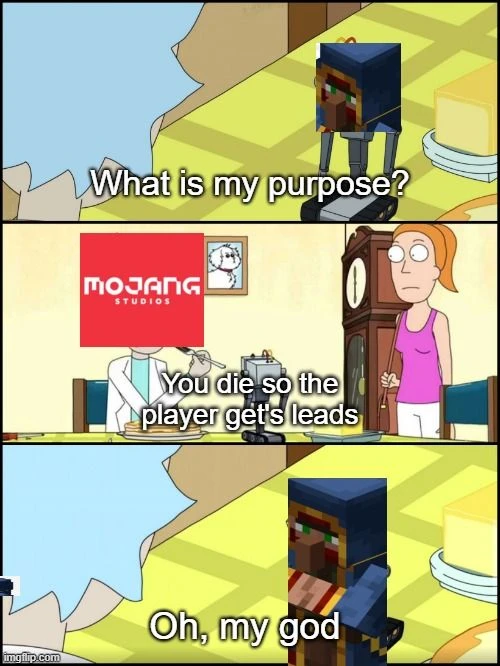 What is my purpose?
MOJANG
STUDIOS
You die so the
player get's leads
Oh, my god
imgflip.com